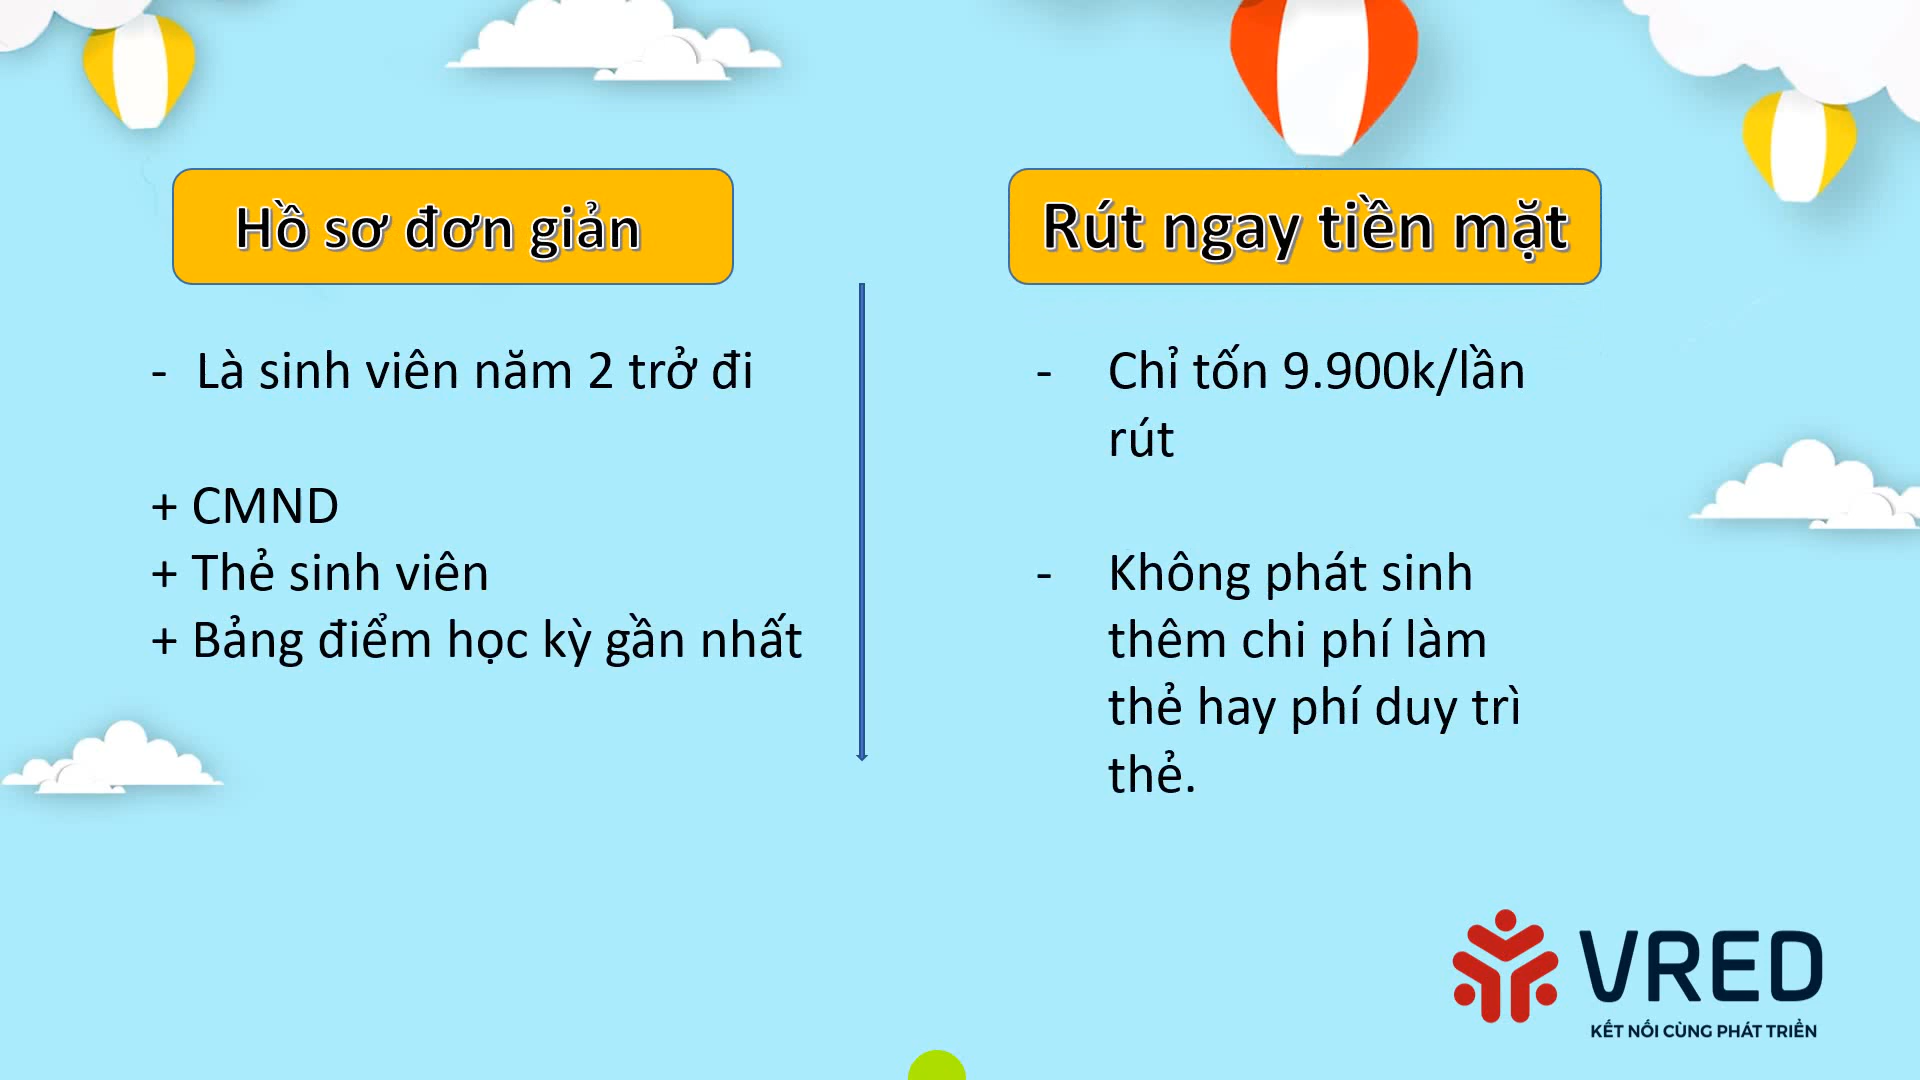 Hồ sơ đơn giản
- Là sinh viên năm 2 trở đi
+ CMND
+ Thẻ sinh viên
+ Bảng điểm học kỳ gần nhất
Rút ngay tiền mặt
- Chỉ tốn 9.900k/lần
rút
- Không phát sinh
thêm chi phí làm
thẻ hay phí duy trì
thẻ.
VRED
KẾT NỐI CÙNG PHÁT TRIỂN